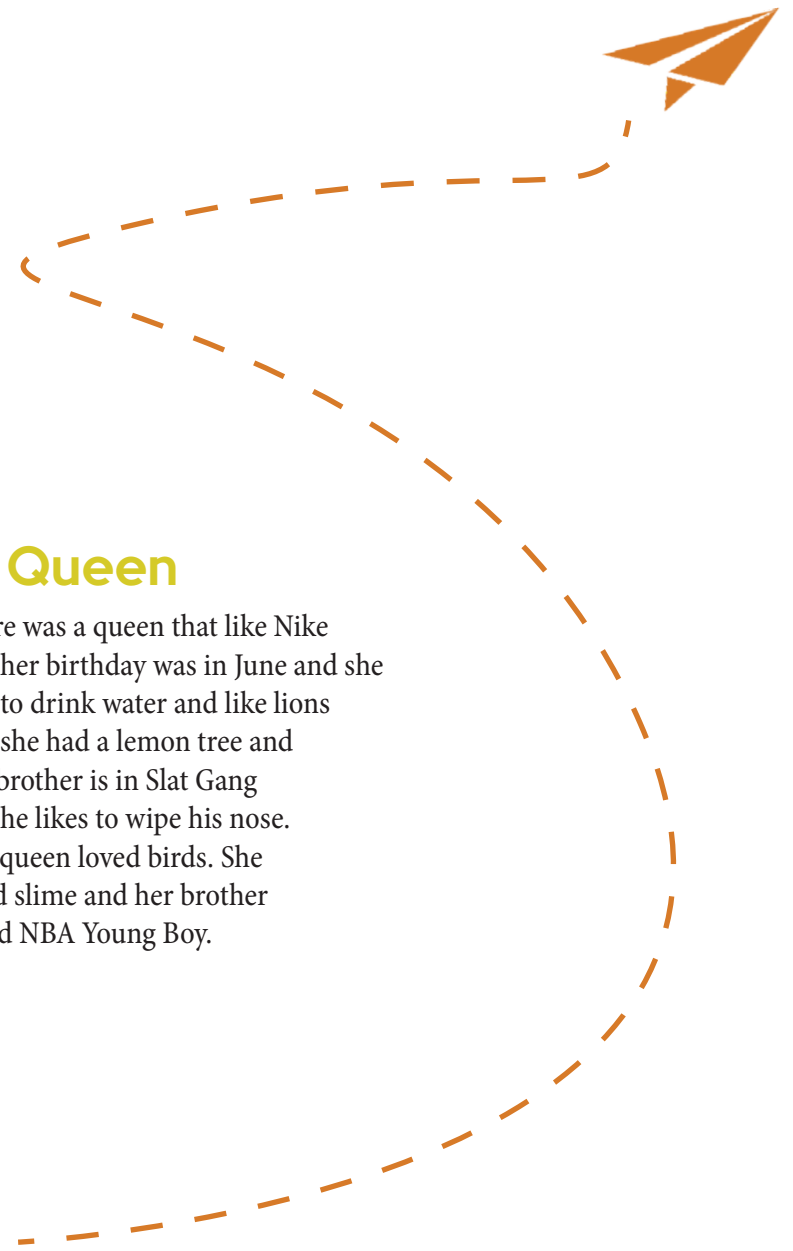 Queen
re was a queen that like Nike
her birthday was in June and she
to drink water and like lions
she had a lemon tree and
brother is in Slat Gang
he likes to wipe his nose.
queen loved birds. She
d slime and her brother
d NBA Young Boy.